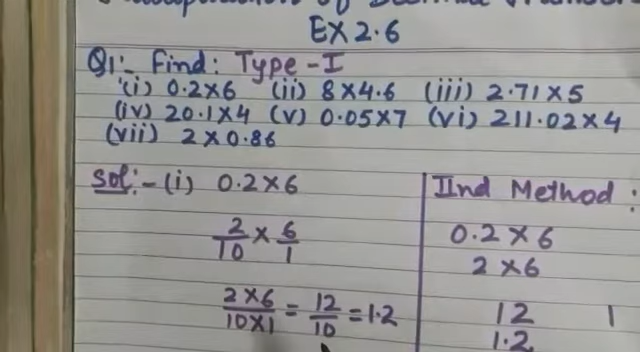 of Decimal
EX 2.6
Q1:- Find: Type-I
(i) 0.2×6 (ii) 8×4.6 (iii) 2.71×5
(iv) 20.1×4 (v) 0.05×7 (vi) 211.02×4
(vii) 2×0.86
Sol:- (i) 0.2×6
2/10 × 6/1
2×6/10×1 = 12/10 = 1.2
IInd Method:
0.2×6
2×6
12 1
1.2